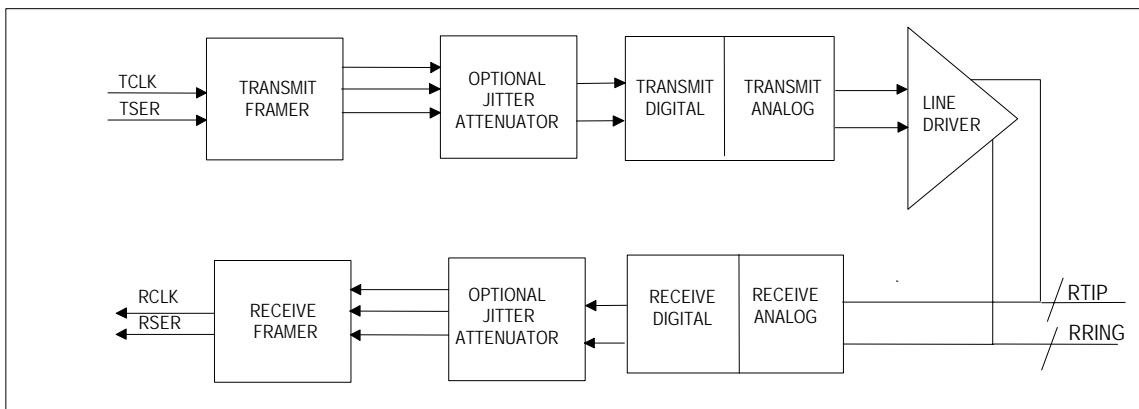 TCLK
TSER
TRANSMIT
FRAMER
OPTIONAL
JITTER
ATTENUATOR
TRANSMIT
DIGITAL
TRANSMIT
ANALOG
LINE
DRIVER
RCLK
RSER
RECEIVE
FRAMER
OPTIONAL
JITTER
ATTENUATOR
RECEIVE
DIGITAL
RECEIVE
ANALOG
RTIP
RRING